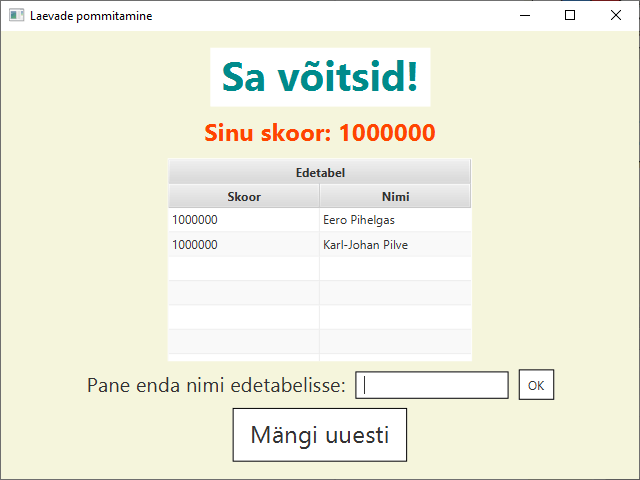 Laevade pommitamine
Sa võitsid!
Sinu skoor: 1000000
Edetabel
Skoor Nimi
1000000 Eero Pihelgas
1000000 Karl-Johan Pilve
Pane enda nimi edetabelisse: OK
Mängi uuesti